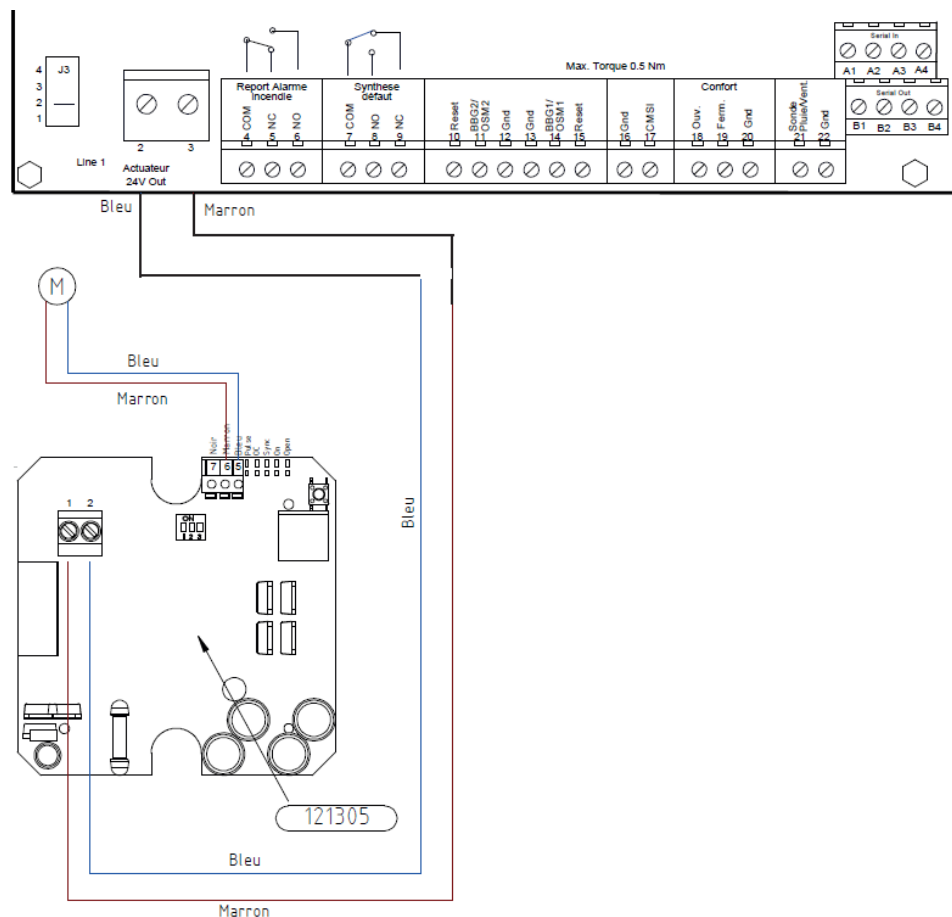 Serial In
A1 A2 A3 A4
Serial Out
B1 B2 B3 B4
4 J3
3
2
1
Line 1
2 3
Actuateur
24V Out
Report Alarme
Incendie
COM NC NO
4 5 6
Synthese
défaut
COM NO NC
7 8 9
Max. Torque 0.5 Nm
Reset
10
BBG2/
OSM2
11
Gnd
12
Gnd
13
BBG1/
OSM1
14
Reset
15
Gnd
16
CMSI
17
Confort
Ouv. Ferm. Gnd
18 19 20
Sonde
Pluie/Vent.
21
Gnd
22
Bleu
Marron
M
Bleu
Marron
Noir Marron Bleu Pulse OC Sync On Open
7 6 5
1 2
ON
1 2 3
Bleu
121305
Bleu
Marron